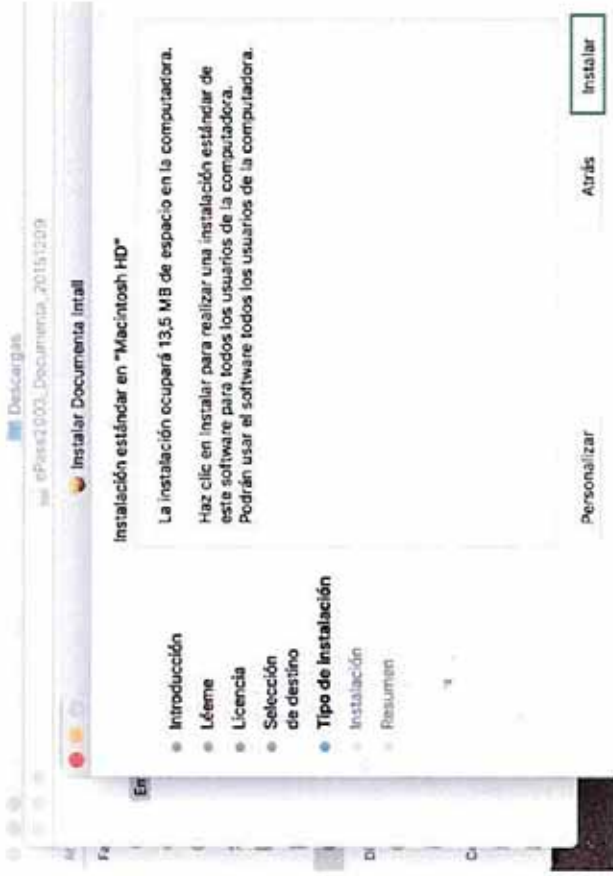 Descargas
ePass2003_Documenta_20151209
Instalar Documenta Intall
Introducción
Léeme
Licencia
Selección
de destino
Tipo de Instalación
Instalación
Resumen
Instalación estándar en "Macintosh HD"
La instalación ocupará 13,5 MB de espacio en la computadora.
Haz clic en Instalar para realizar una instalación estándar de
este software para todos los usuarios de la computadora.
Podrán usar el software todos los usuarios de la computadora.
Personalizar
Atrás
Instalar